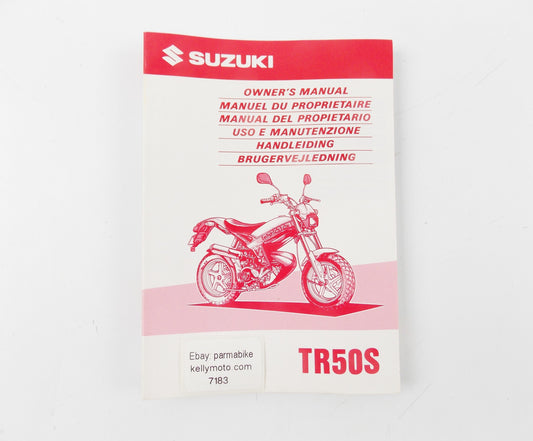 SUZUKI
OWNER'S MANUAL
MANUEL DU PROPRIETAIRE
MANUAL DEL PROPIETARIO
USO E MANUTENZIONE
HANDLEIDING
BRUGERVEJLEDNING
TR50S
Ebay: parmabike
kellymoto.com
7183